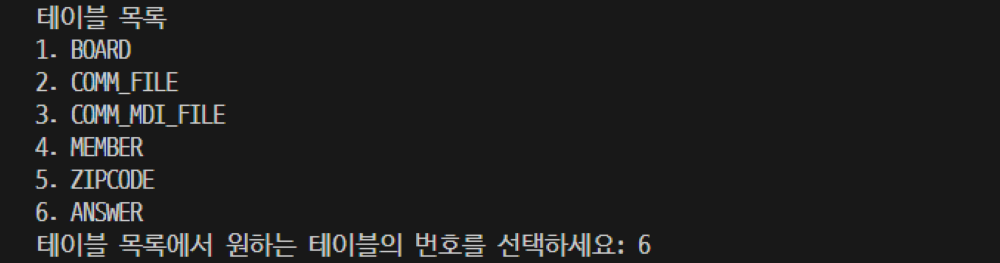 테이블 목록
1. BOARD
2. COMM_FILE
3. COMM_MDI_FILE
4. MEMBER
5. ZIPCODE
6. ANSWER
테이블 목록에서 원하는 테이블의 번호를 선택하세요: 6